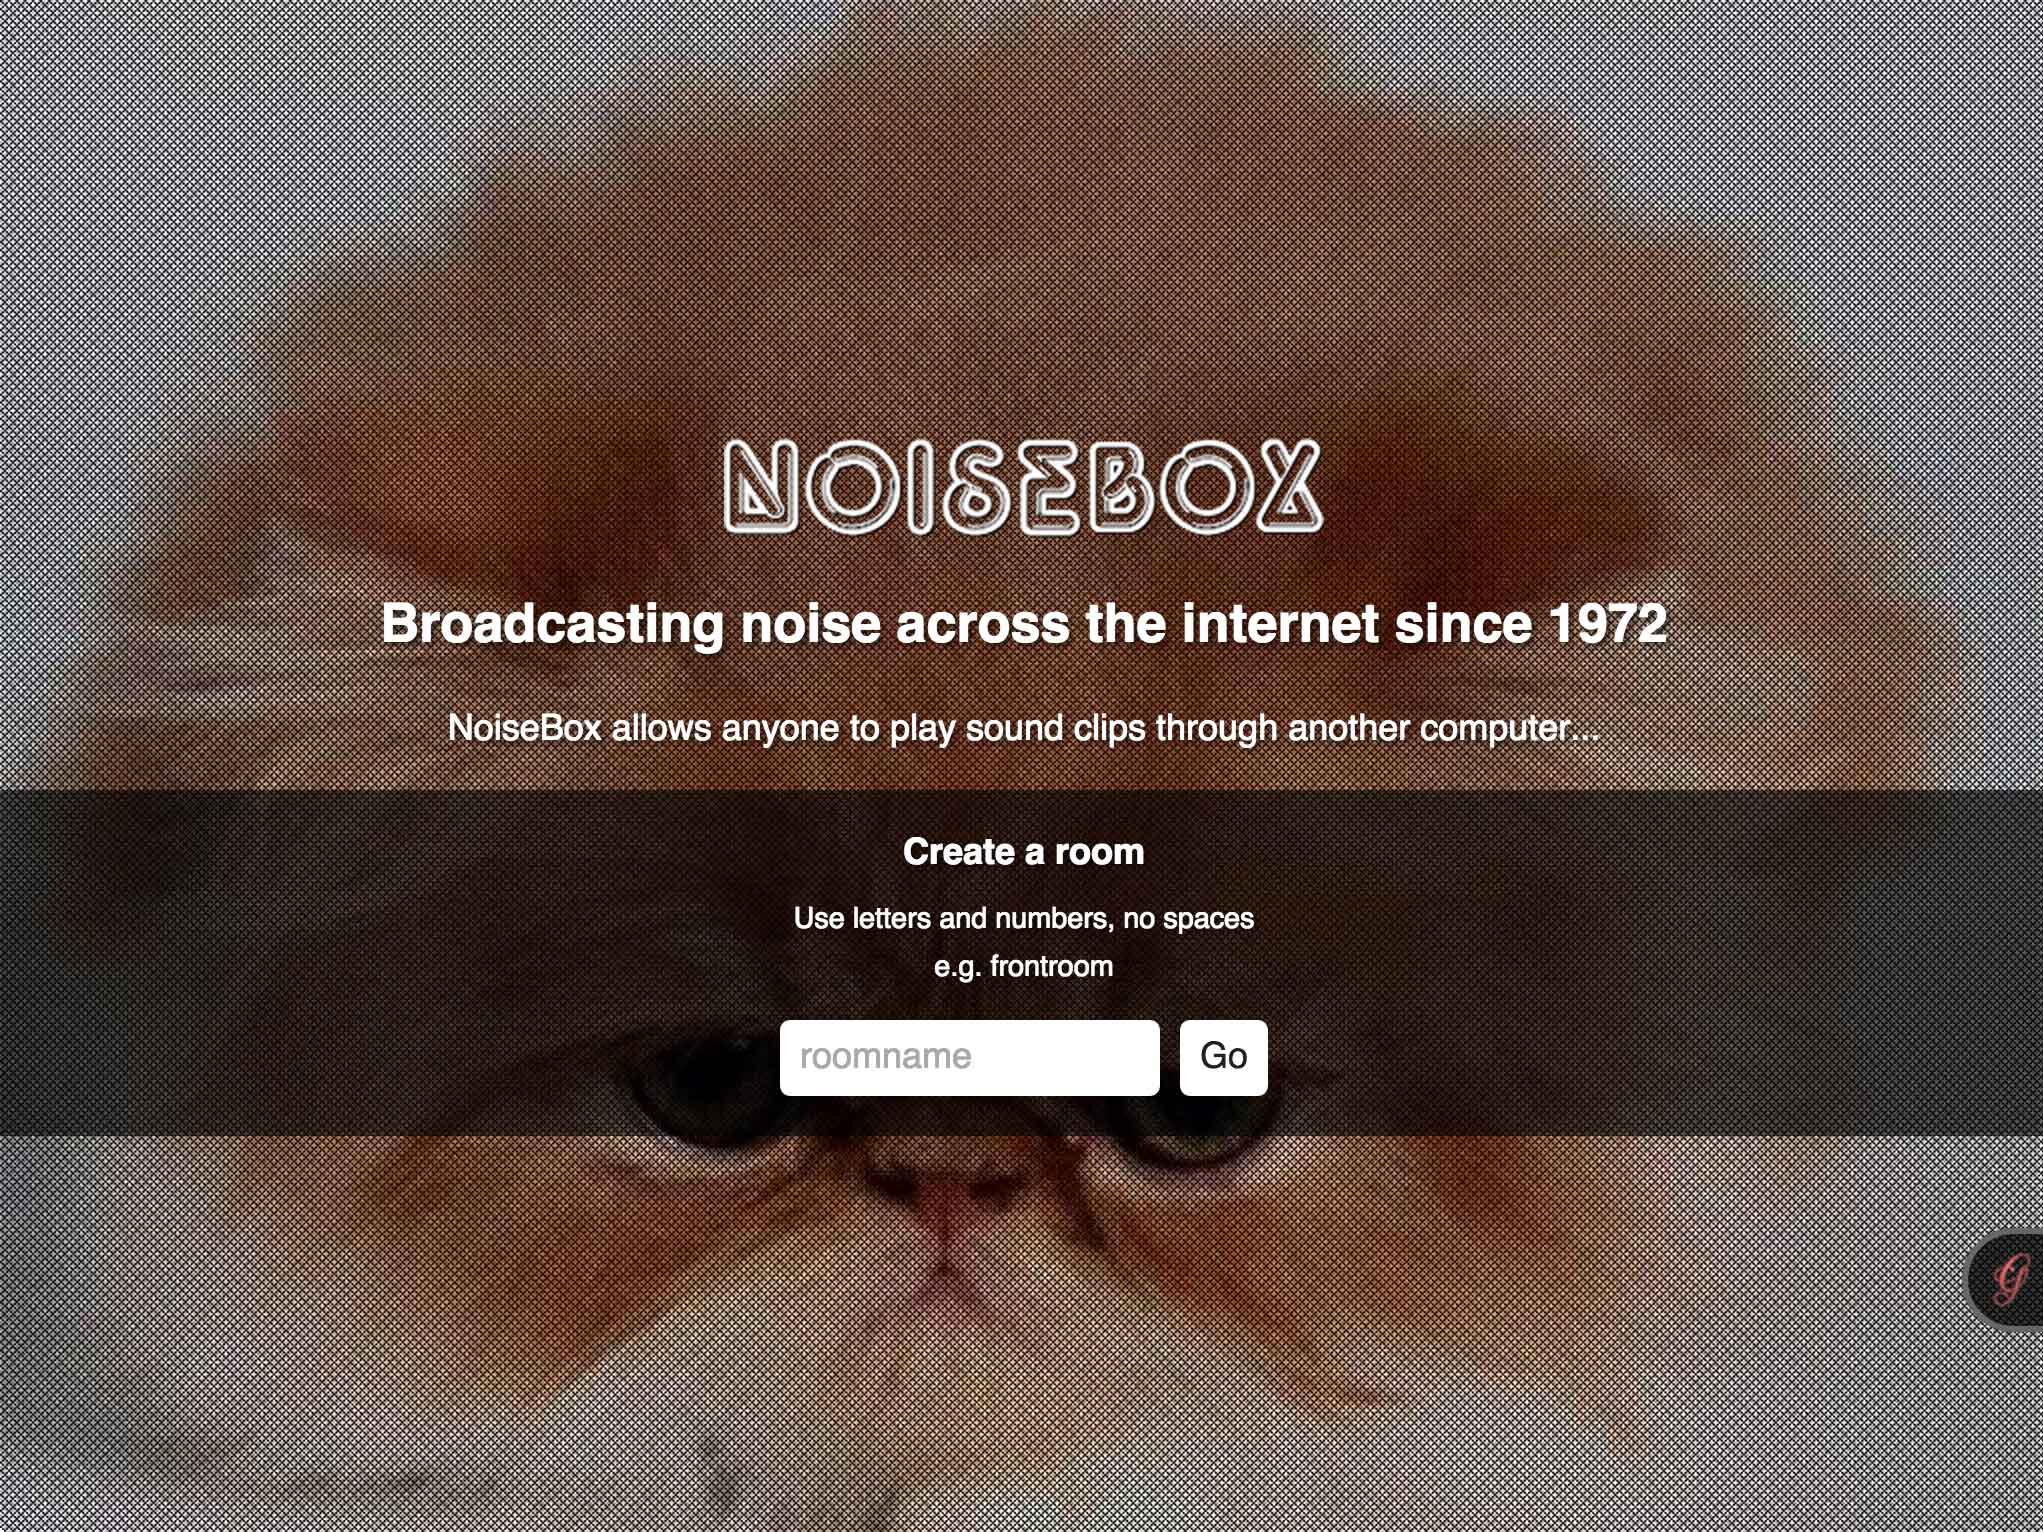 NOISEBOX
Broadcasting noise across the internet since 1972
NoiseBox allows anyone to play sound clips through another computer...
Create a room
Use letters and numbers, no spaces
e.g. frontroom
roomname
Go
G